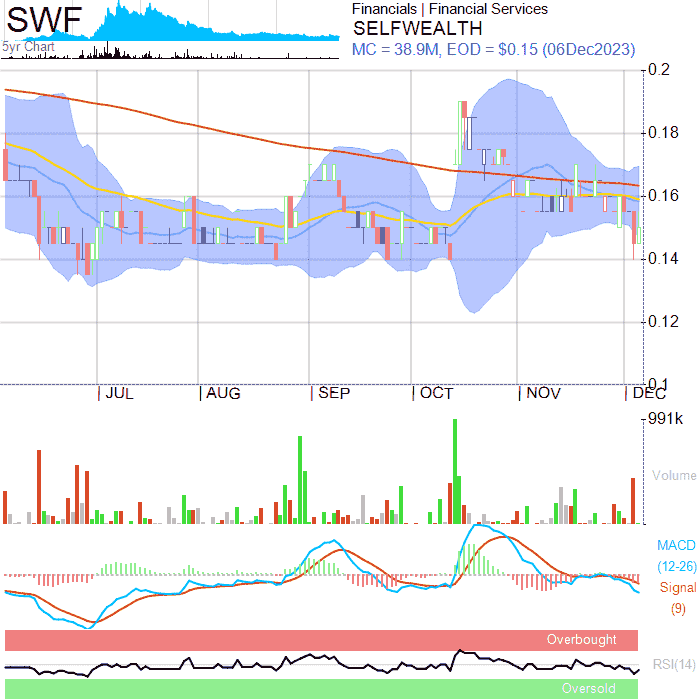 SWF
5yr Chart
Financials | Financial Services
SELFWEALTH
MC = 38.9M, EOD = $0.15 (06Dec2023)
0.2
0.18
0.16
0.14
0.12
0.1
JUL
AUG
SEP
OCT
NOV
DEC
991k
Volume
MACD
(12-26)
Signal
(9)
Overbought
RSI(14)
Oversold